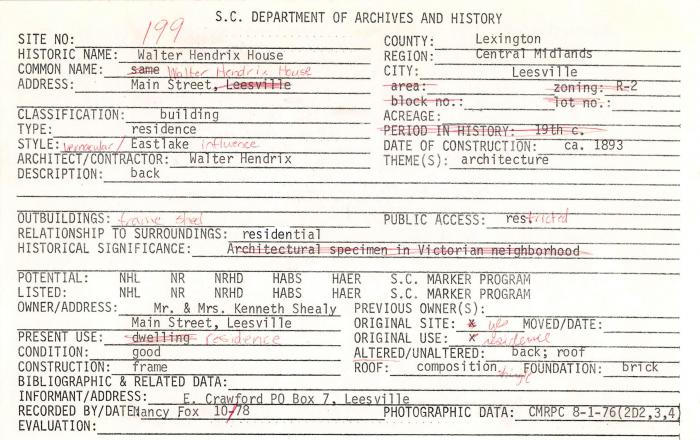 S.C. DEPARTMENT OF ARCHIVES AND HISTORY
SITE NO: 199 COUNTY: Lexington
HISTORIC NAME: Walter Hendrix House REGION: Central Midlands
COMMON NAME: same Walter Hendrix House CITY: Leesville
ADDRESS: Main Street, Leesville area: zoning: R-2
block no.: lot no.:
CLASSIFICATION: building ACREAGE:
TYPE: residence PERIOD IN HISTORY: 19th c.
STYLE: vernacular/ Eastlake influence DATE OF CONSTRUCTION: ca. 1893
ARCHITECT/CONTRACTOR: Walter Hendrix THEME(S): architecture
DESCRIPTION: back
OUTBUILDINGS: frame shed PUBLIC ACCESS: restricted
RELATIONSHIP TO SURROUNDINGS: residential
HISTORICAL SIGNIFICANCE: Architectural specimen in Victorian neighborhood
POTENTIAL: NHL NR NRHD HABS HAER S.C. MARKER PROGRAM
LISTED: NHL NR NRHD HABS HAER S.C. MARKER PROGRAM
OWNER/ADDRESS: Mr. & Mrs. Kenneth Shealy PREVIOUS OWNER(S):
Main Street, Leesville ORIGINAL SITE: x yes MOVED/DATE:
PRESENT USE: dwelling residence ORIGINAL USE: x residence
CONDITION: good ALTERED/UNALTERED: back; roof
CONSTRUCTION: frame ROOF: composition shingle FOUNDATION: brick
BIBLIOGRAPHIC & RELATED DATA:
INFORMANT/ADDRESS: E. Crawford PO Box 7, Leesville
RECORDED BY/DATE Nancy Fox 10/78 PHOTOGRAPHIC DATA: CMRPC 8-1-76(2D2,3,4)
EVALUATION: